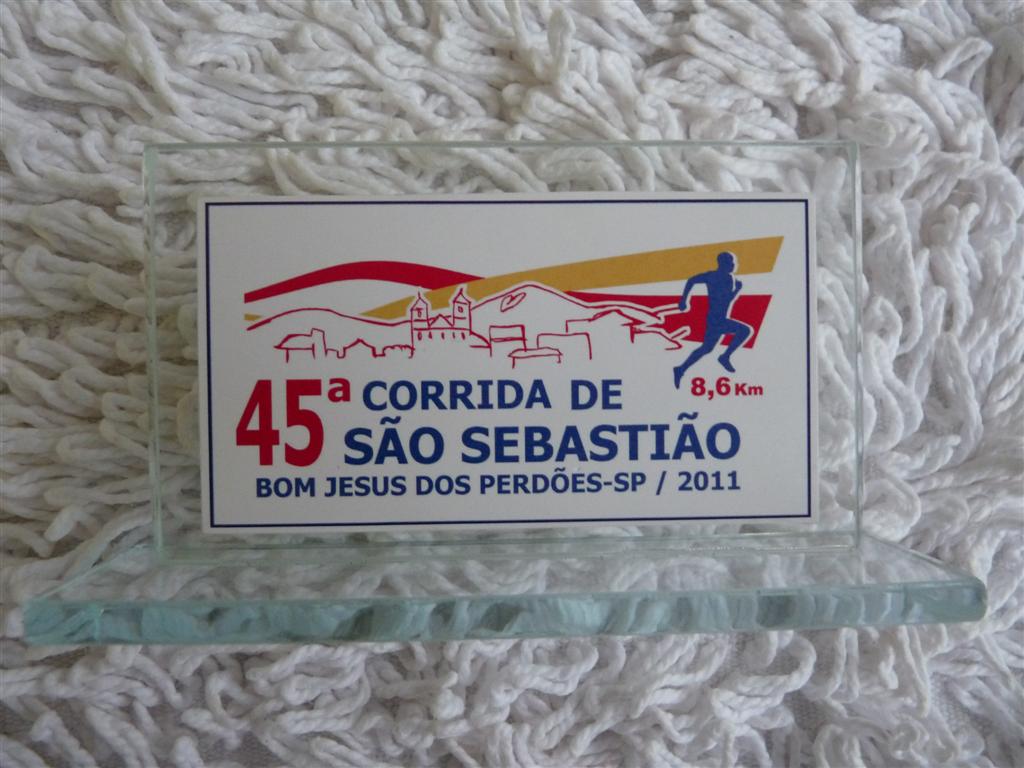 8,6 Km
45ª CORRIDA DE
SÃO SEBASTIÃO
BOM JESUS DOS PERDÕES-SP / 2011